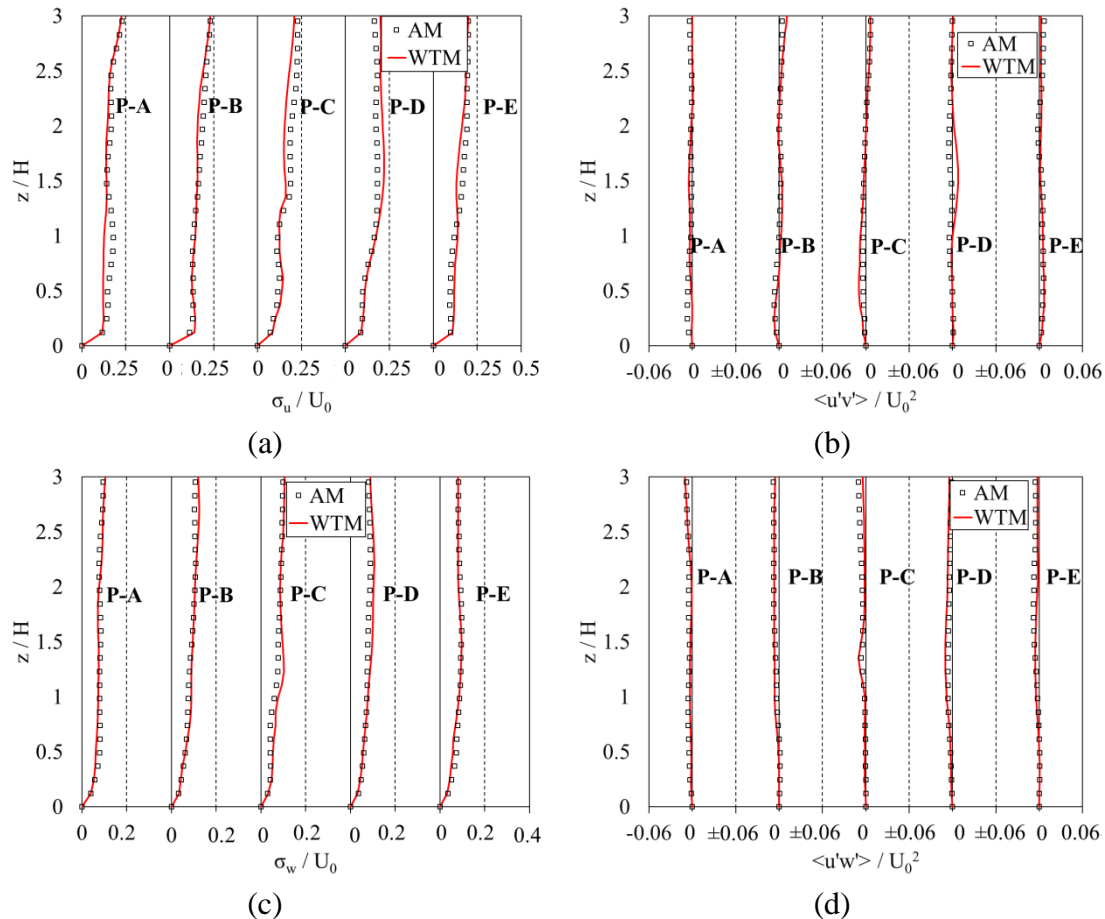 3
2.5
2
1.5
1
0.5
0
z / H
AM
WTM
P-A
P-B
P-C
P-D
P-E
0 0.25 0 0.25 0 0.25 0 0.25 0 0.25 0.5
σu / U0
(a)
3
2.5
2
1.5
1
0.5
0
z / H
AM
WTM
P-A
P-B
P-C
P-D
P-E
-0.06 0 ±0.06 0 ±0.06 0 ±0.06 0 ±0.06 0 0.06
<u'v'> / U0²
(b)
3
2.5
2
1.5
1
0.5
0
z / H
AM
WTM
P-A
P-B
P-C
P-D
P-E
0 0.2 0 0.2 0 0.2 0 0.2 0 0.2 0.4
σw / U0
(c)
3
2.5
2
1.5
1
0.5
0
z / H
AM
WTM
P-A
P-B
P-C
P-D
P-E
-0.06 0 ±0.06 0 ±0.06 0 ±0.06 0 ±0.06 0 0.06
<u'w'> / U0²
(d)